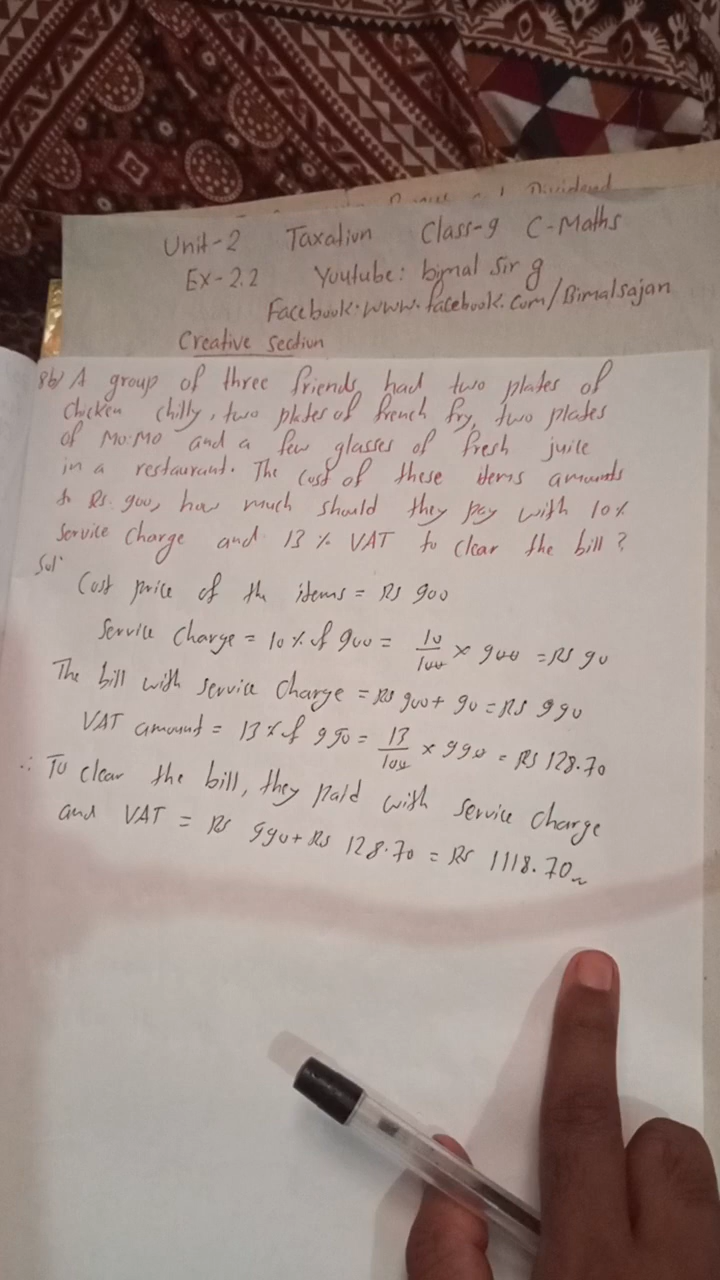 Dividend
Unit-2 Taxation Class-9 C-Maths
Ex-2.2 Youtube: bimal Sir g
Facebook:www.facebook.com/Bimalsajan
Creative section
8b) A group of three friends had two plates of
Chicken chilly, two plates of french fry, two plates
of Mo:Mo and a few glasses of fresh juice
in a restaurant. The cost of these items amounts
to Rs. 900, how much should they pay with 10%
Service Charge and 13% VAT to clear the bill?
Solⁿ
Cost price of the items = Rs 900
Service Charge = 10% of 900 = 10/100 × 900 = Rs 90
The bill with service charge = Rs 900 + 90 = Rs 990
VAT amount = 13% of 990 = 13/100 × 990 = Rs 128.70
∴ To clear the bill, they paid with service charge
and VAT = Rs 990 + Rs 128.70 = Rs 1118.70